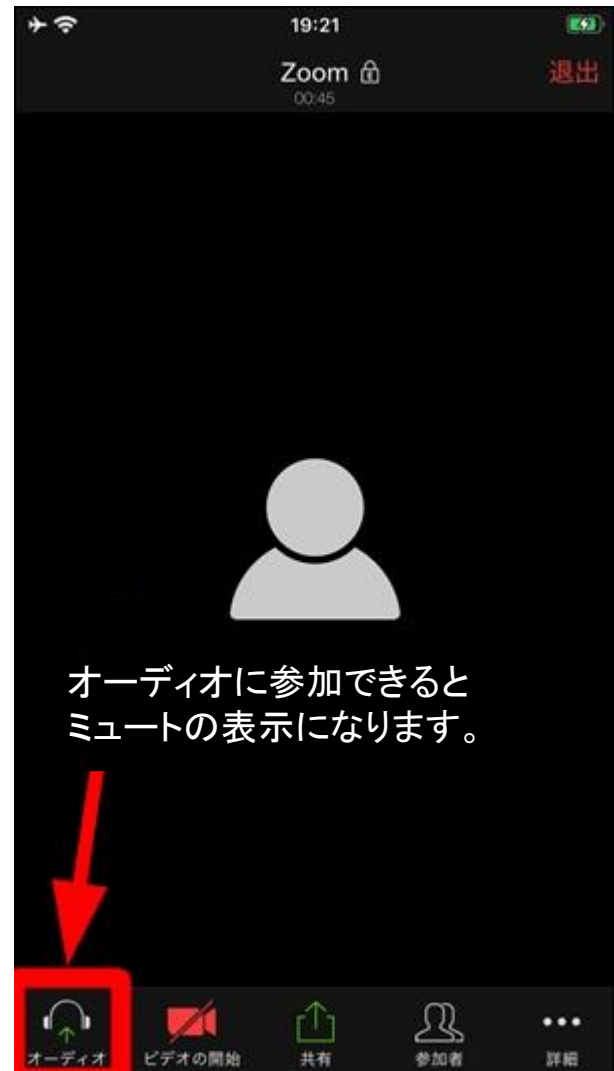 19:21
Zoom
00:45
退出
オーディオに参加できると
ミュートの表示になります。
オーディオ
ビデオの開始
共有
参加者
詳細